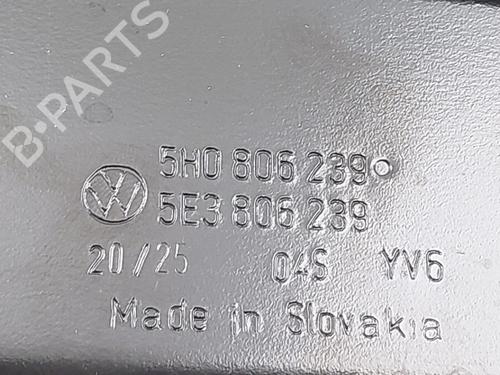 B-PARTS
5H0 806 239
5E3 806 239
20/25 04S YV6
Made in Slovakia